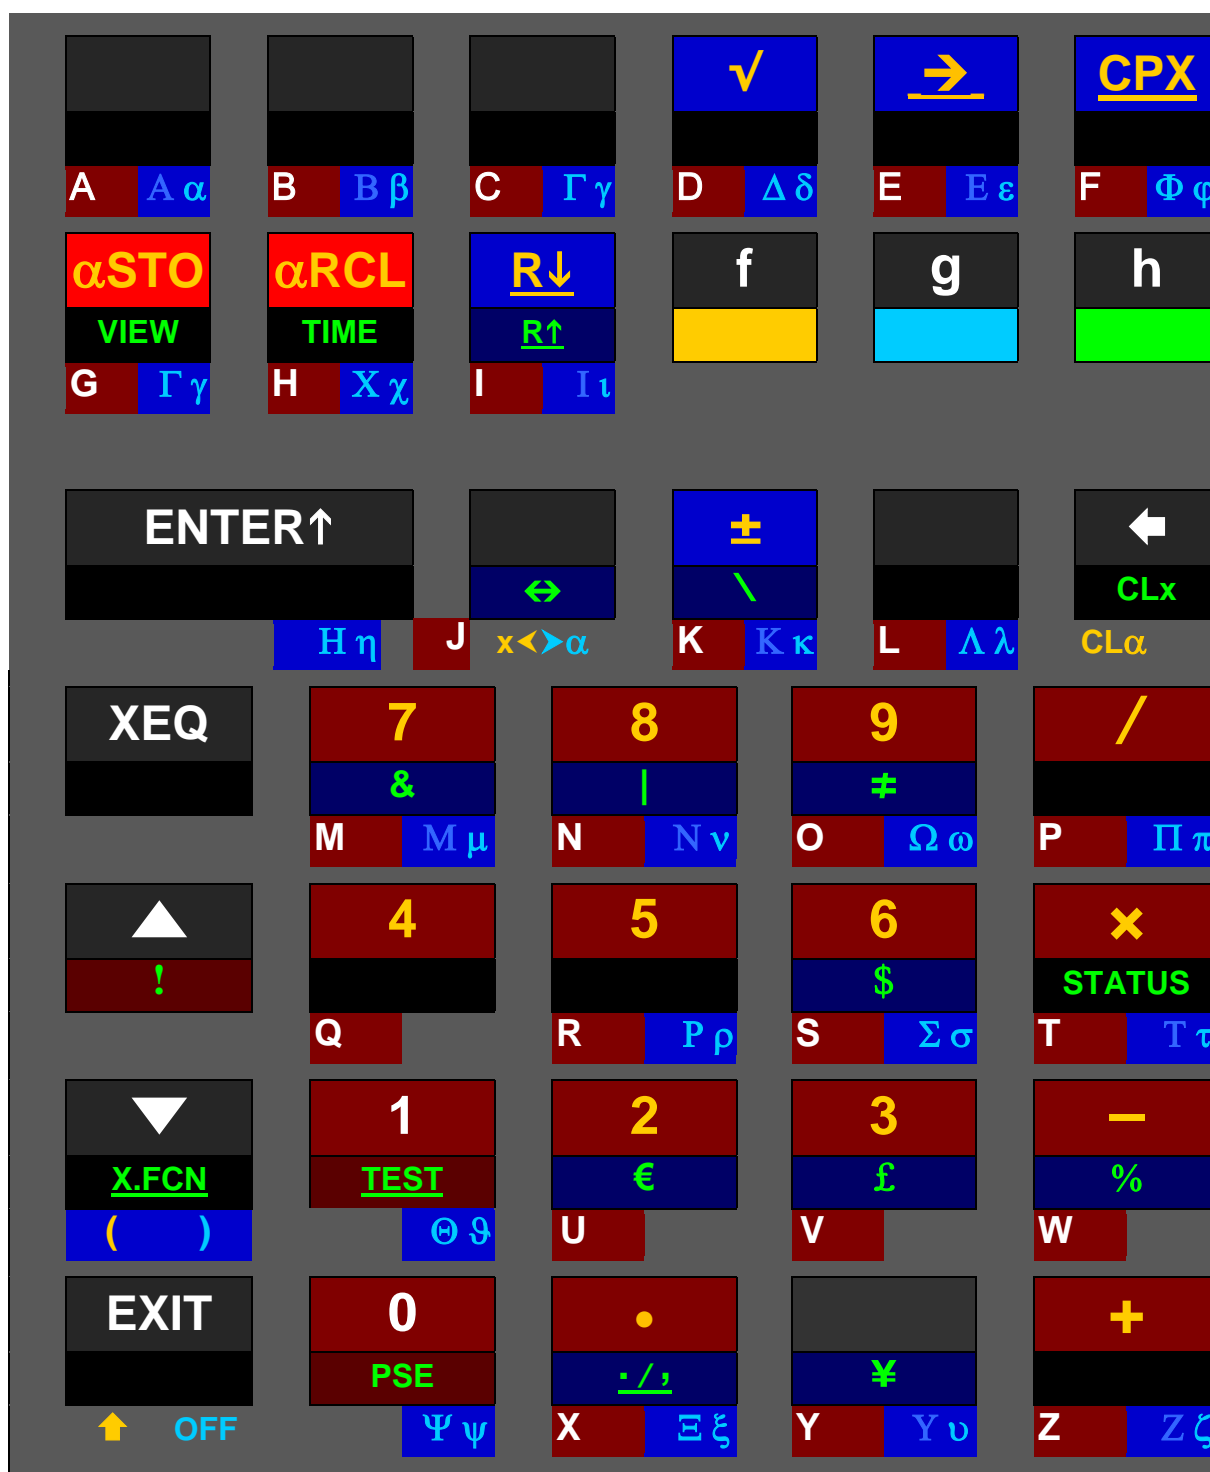 √ → CPX
A Α α B Β β C Γ γ D Δ δ E Ε ε F Φ φ
αSTO αRCL R↓ f g h
VIEW TIME R↑
G Γ γ H Χ χ I Ι ι
ENTER↑ ± 🡄
↔ \ CLx
Η η J x<>α K Κ κ L Λ λ CLα
XEQ 7 8 9 /
& | ≠
M Μ μ N Ν ν O Ω ω P Π π
▲ 4 5 6 ×
! $ STATUS
Q R Ρ ρ S Σ σ T Τ τ
▼ 1 2 3 −
X.FCN TEST € £ %
( ) Θ ϑ U V W
EXIT 0 • +
PSE ./, ¥
🡅 OFF Ψ ψ X Ξ ξ Y Υ υ Z Ζ ζ